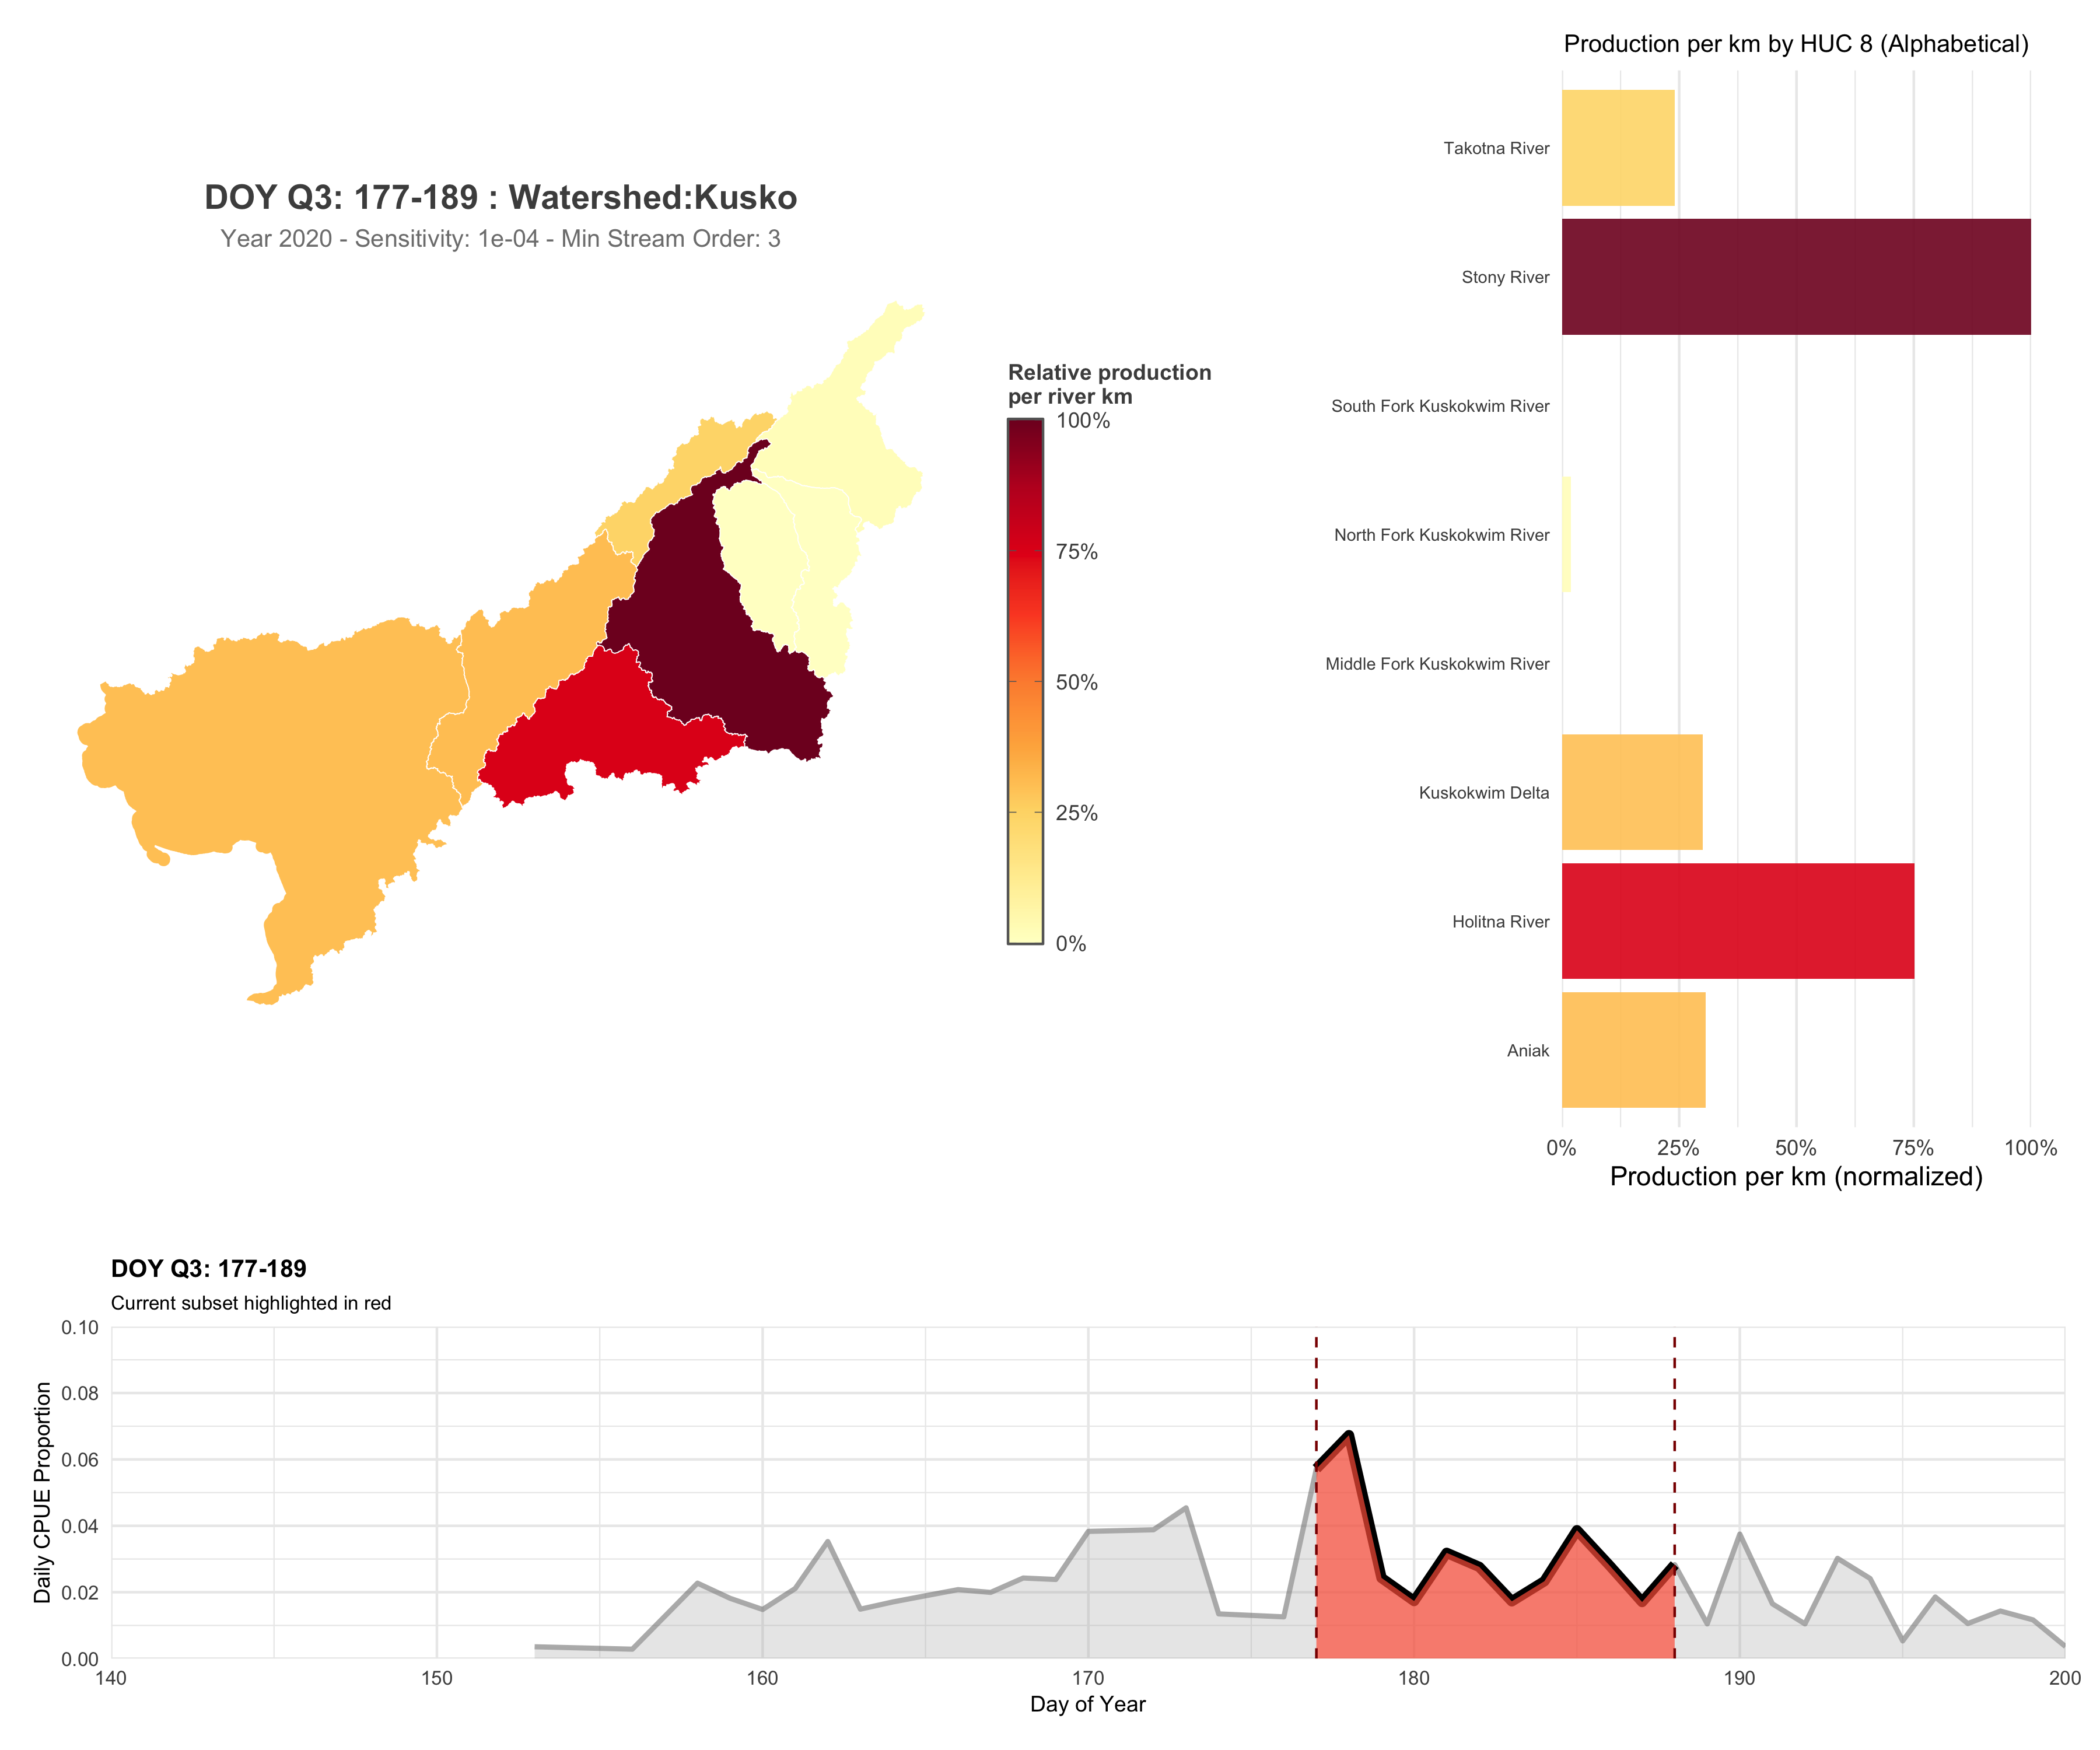 Production per km by HUC 8 (Alphabetical)
Takotna River
Stony River
South Fork Kuskokwim River
North Fork Kuskokwim River
Middle Fork Kuskokwim River
Kuskokwim Delta
Holitna River
Aniak
0%
25%
50%
75%
100%
Production per km (normalized)
DOY Q3: 177-189 : Watershed:Kusko
Year 2020 - Sensitivity: 1e-04 - Min Stream Order: 3
Relative production
per river km
100%
75%
50%
25%
0%
DOY Q3: 177-189
Current subset highlighted in red
Daily CPUE Proportion
0.10
0.08
0.06
0.04
0.02
0.00
140
150
160
170
180
190
200
Day of Year